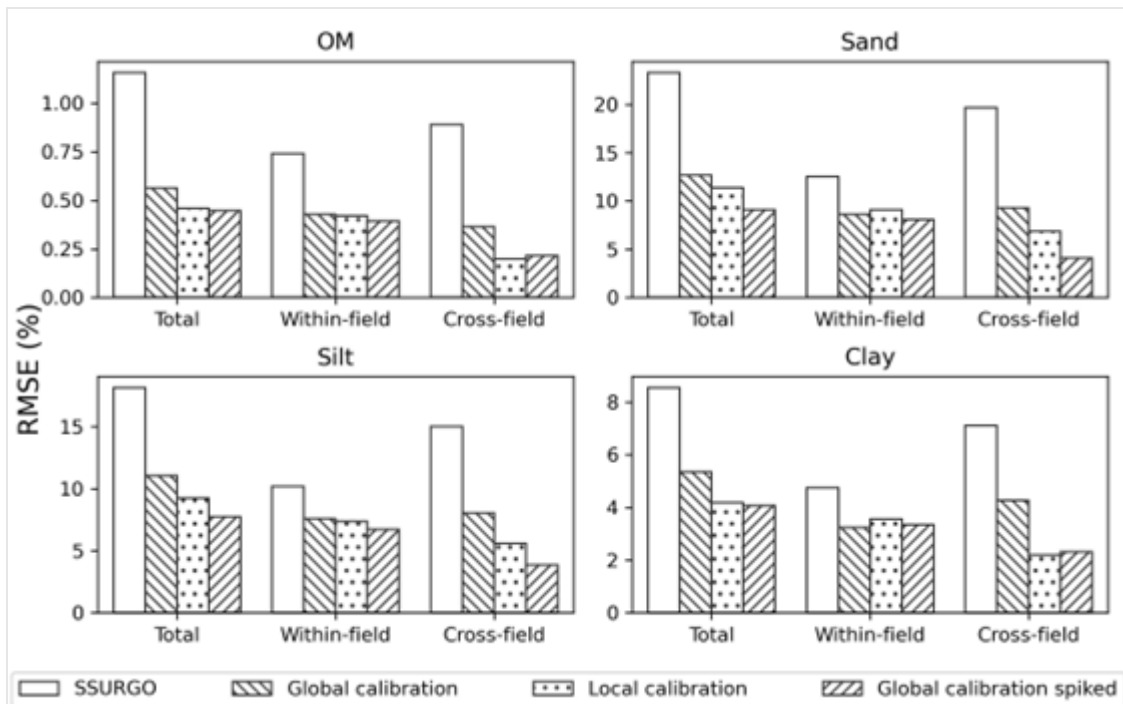 OM
Sand
RMSE (%)
1.00
0.75
0.50
0.25
0.00
Total
Within-field
Cross-field
20
15
10
5
0
Total
Within-field
Cross-field
Silt
Clay
15
10
5
0
Total
Within-field
Cross-field
8
6
4
2
0
Total
Within-field
Cross-field
SSURGO
Global calibration
Local calibration
Global calibration spiked